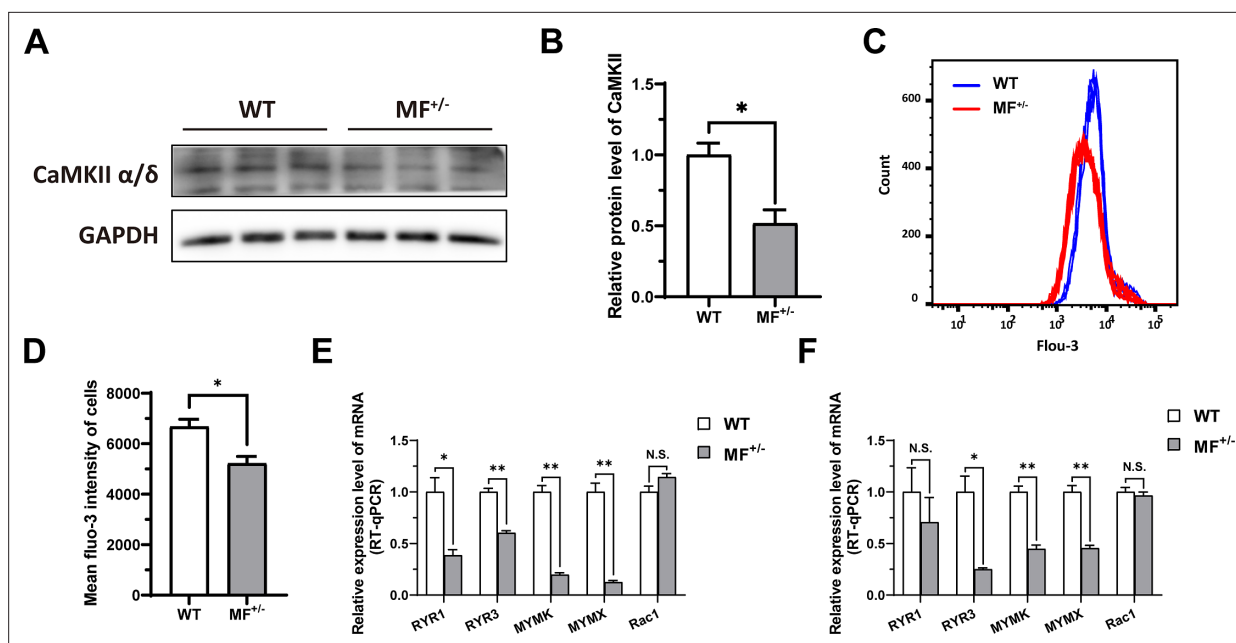 A
WT
MF+/-
CaMKII α/δ
GAPDH
B
Relative protein level of CaMKII
1.5
1.0
0.5
0.0
*
WT
MF+/-
C
WT
MF+/-
Count
600
400
200
0
10¹
10²
10³
10⁴
10⁵
Flou-3
D
Mean fluo-3 intensity of cells
8000
6000
4000
2000
0
*
WT
MF+/-
E
WT
MF+/-
Relative expression level of mRNA
(RT-qPCR)
1.5
1.0
0.5
0.00
*
**
**
**
N.S.
RYR1
RYR3
MYMK
MYMX
Rac1
F
WT
MF+/-
Relative expression level of mRNA
(RT-qPCR)
1.5
1.0
0.5
0.00
N.S.
*
**
**
N.S.
RYR1
RYR3
MYMK
MYMX
Rac1